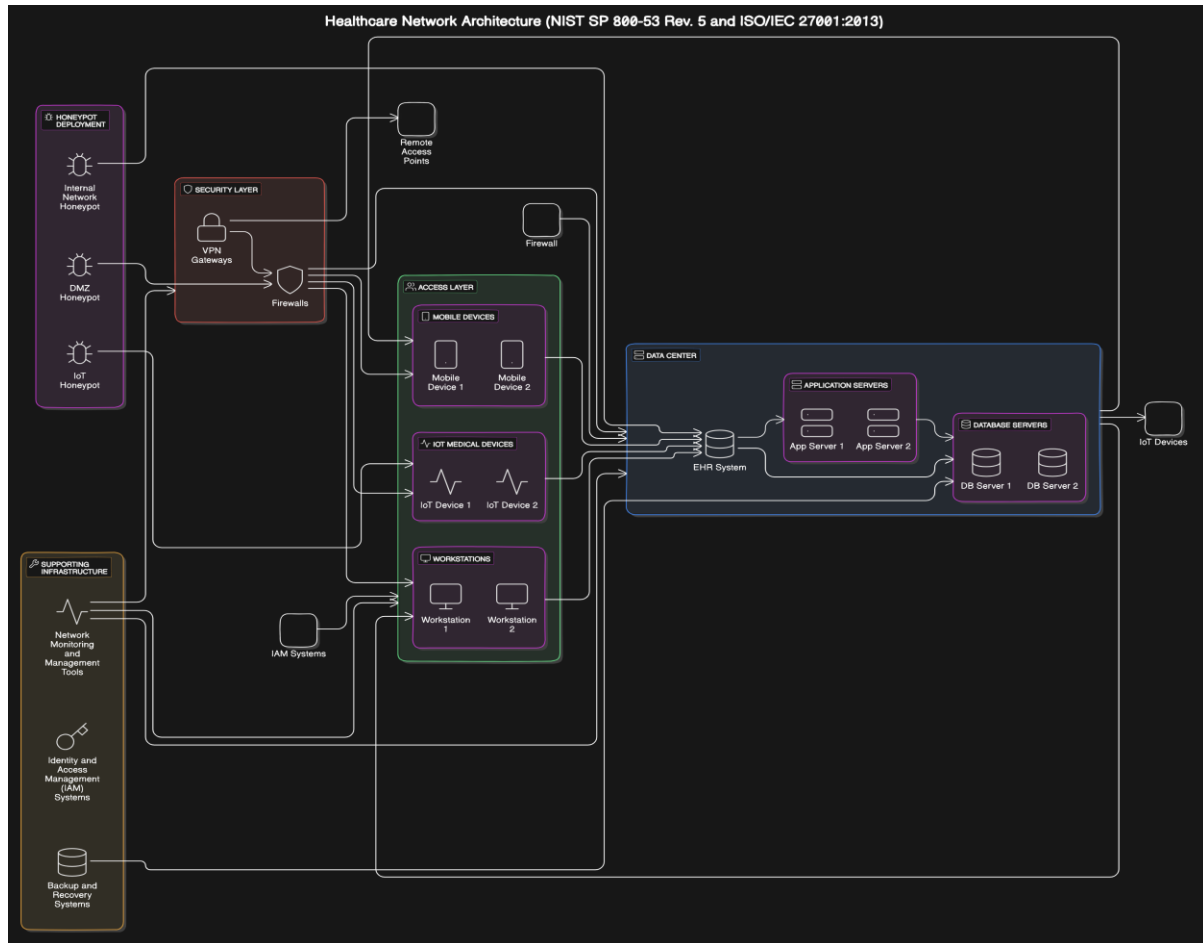 Healthcare Network Architecture (NIST SP 800-53 Rev. 5 and ISO/IEC 27001:2013)
HONEYPOT
DEPLOYMENT
Internal
Network
Honeypot
DMZ
Honeypot
IoT
Honeypot
SECURITY LAYER
VPN
Gateways
Firewalls
Remote
Access
Points
Firewall
ACCESS LAYER
MOBILE DEVICES
Mobile
Device 1
Mobile
Device 2
IOT MEDICAL DEVICES
IoT Device 1
IoT Device 2
WORKSTATIONS
Workstation
1
Workstation
2
IAM Systems
DATA CENTER
EHR System
APPLICATION SERVERS
App Server 1
App Server 2
DATABASE SERVERS
DB Server 1
DB Server 2
IoT Devices
SUPPORTING
INFRASTRUCTURE
Network
Monitoring
and
Management
Tools
Identity and
Access
Management
(IAM)
Systems
Backup and
Recovery
Systems